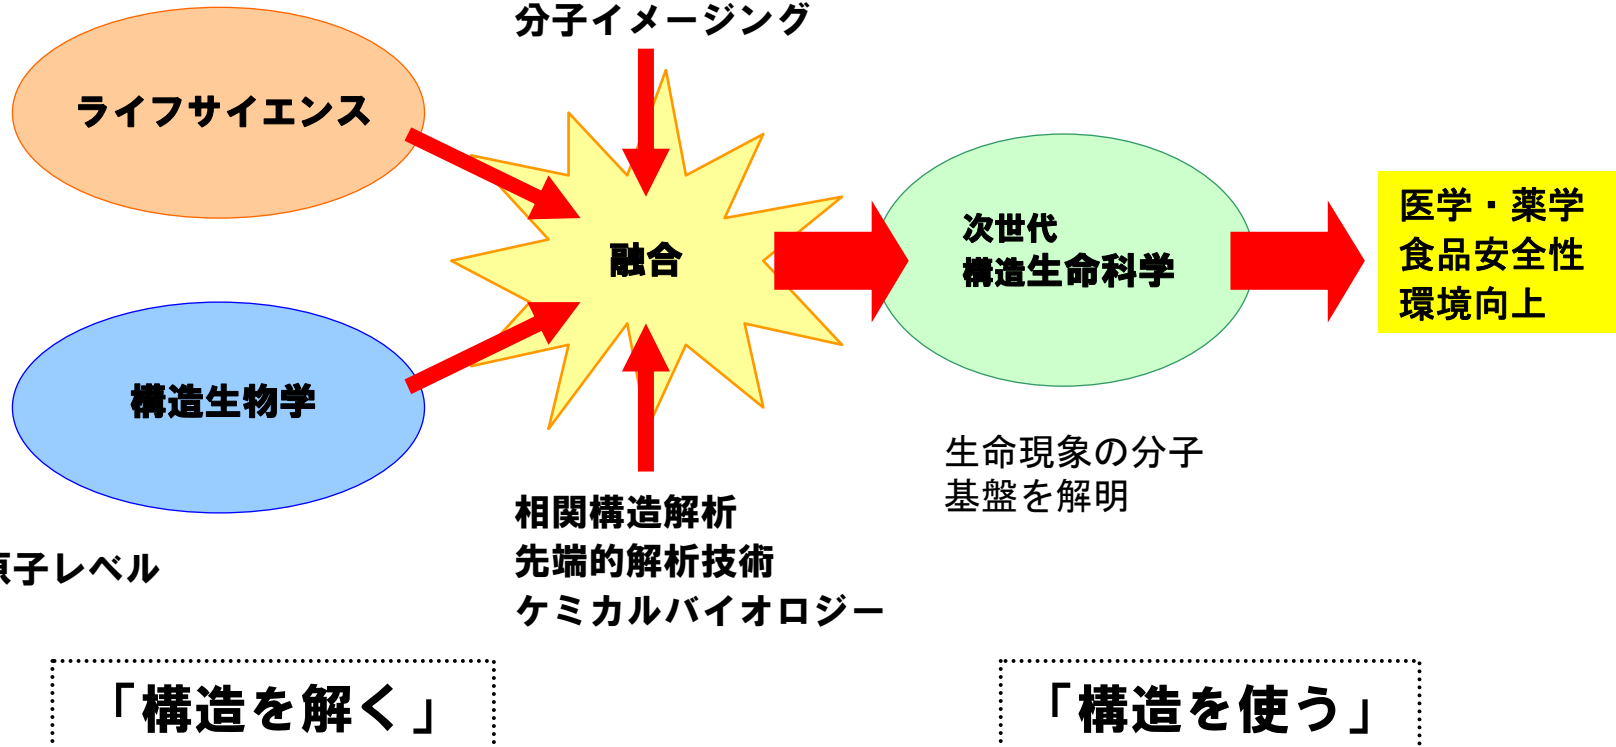 分子イメージング
ライフサイエンス
融合
構造生物学
次世代
構造生命科学
医学・薬学
食品安全性
環境向上
生命現象の分子
基盤を解明
相関構造解析
先端的解析技術
ケミカルバイオロジー
原子レベル
「構造を解く」
「構造を使う」